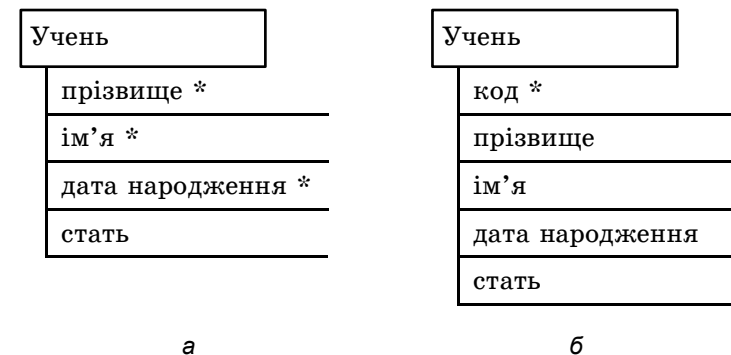 Учень
прізвище *
ім’я *
дата народження *
стать
а
Учень
код *
прізвище
ім’я
дата народження
стать
б